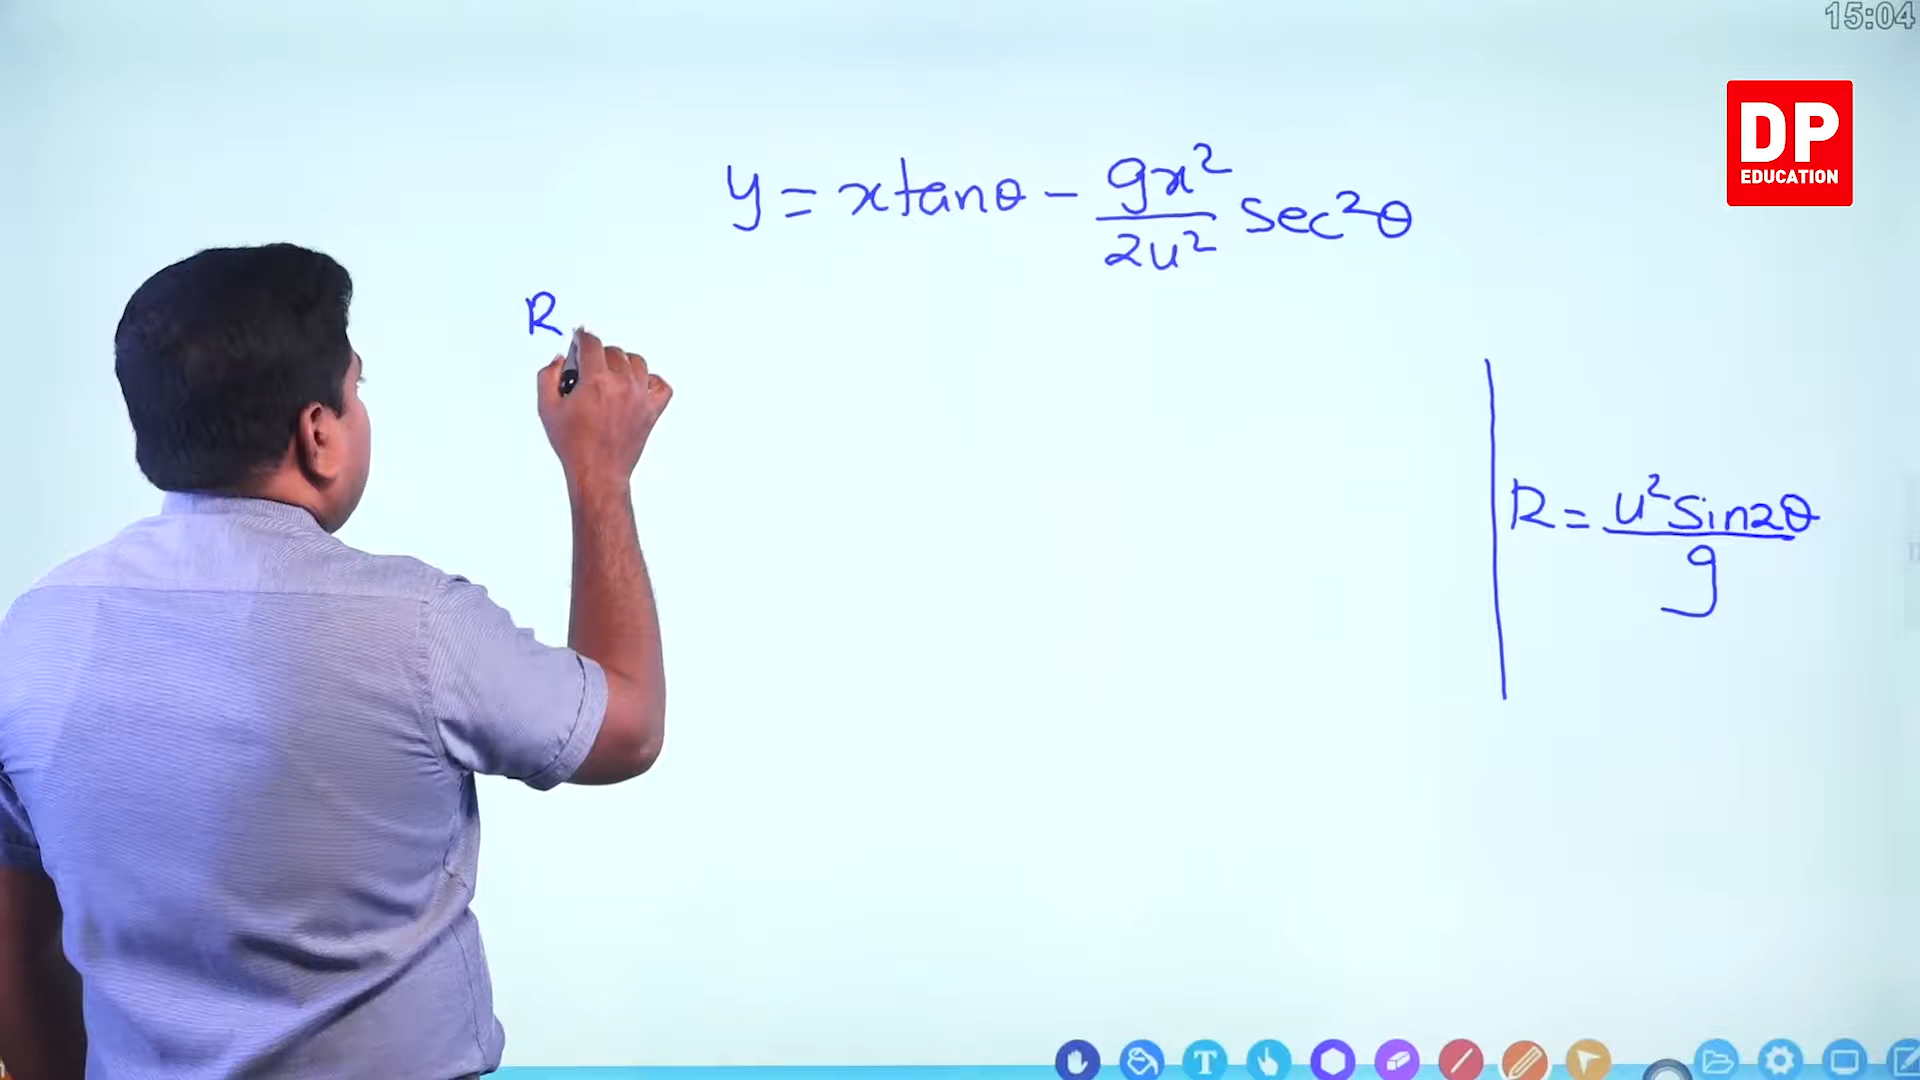 15:04
DP
EDUCATION
y = x tanθ - gx²/2u² sec²θ
R
R = u² sin2θ/g
T